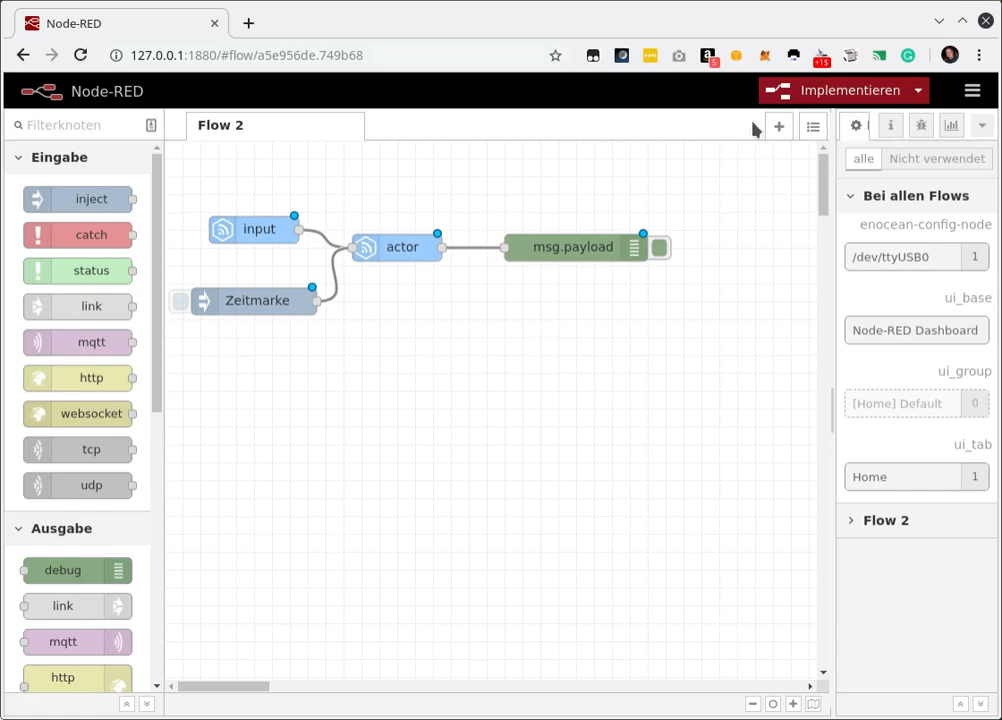 Node-RED
127.0.0.1:1880/#flow/a5e956de.749b68
5
+15
Node-RED
Implementieren
Filterknoten
Flow 2
i
alle
Nicht verwendet
Eingabe
inject
catch
status
link
mqtt
http
websocket
tcp
udp
Ausgabe
debug
link
mqtt
http
input
actor
msg.payload
Zeitmarke
Bei allen Flows
enocean-config-node
/dev/ttyUSB0
1
ui_base
Node-RED Dashboard
ui_group
[Home] Default
0
ui_tab
Home
1
Flow 2